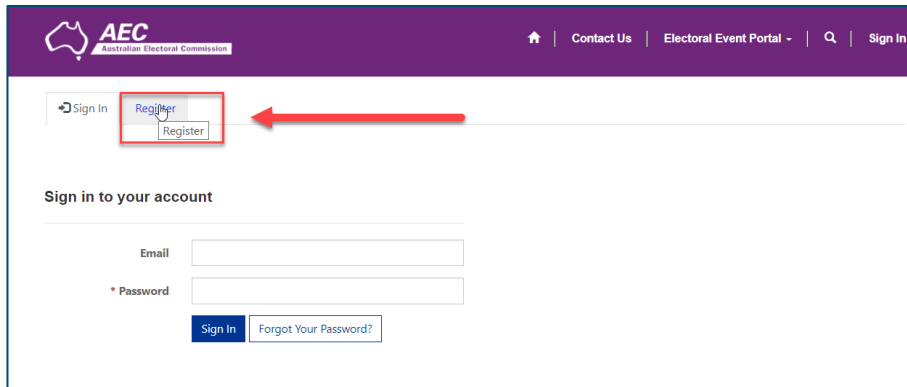 AEC
Australian Electoral Commission
Contact Us
Electoral Event Portal
Sign In
Sign In
Register
Register
Sign in to your account
Email
* Password
Sign In
Forgot Your Password?